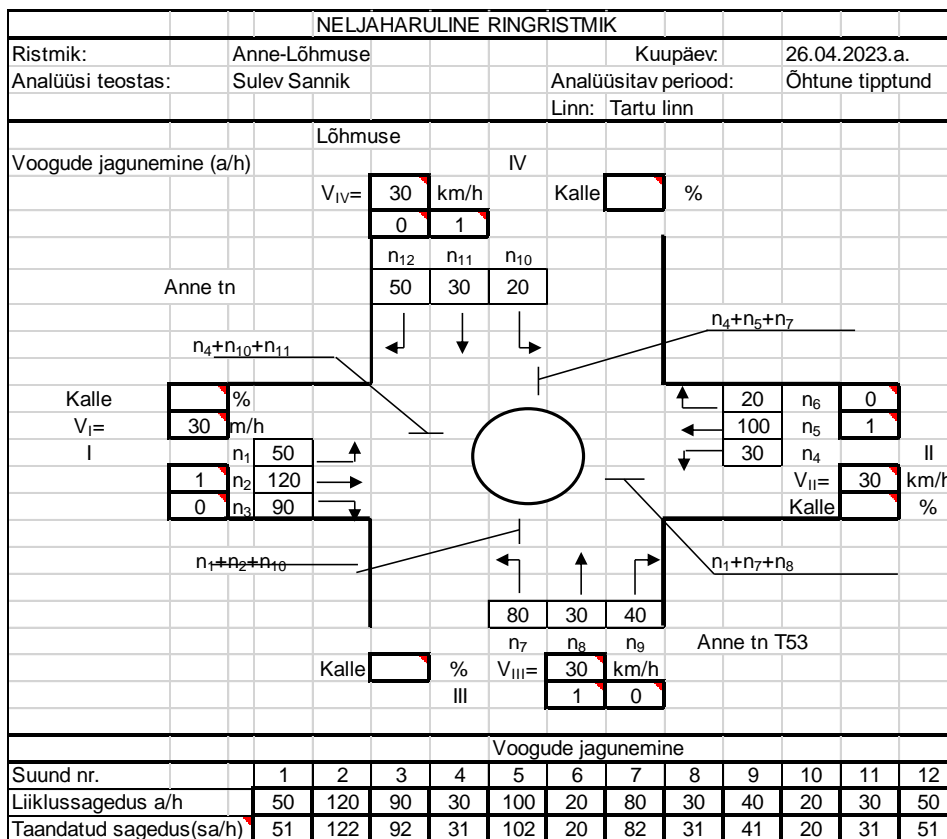 NELJAHARULINE RINGRISTMIK
Ristmik: Anne-Lõhmuse Kuupäev: 26.04.2023.a.
Analüüsi teostas: Sulev Sannik Analüüsitav periood: Õhtune tipptund
Linn: Tartu linn
Lõhmuse
Voogude jagunemine (a/h) IV
V_IV= 30 km/h Kalle %
0 1
n12 n11 n10
Anne tn 50 30 20
n4+n5+n7
n4+n10+n11
Kalle % 20 n6 0
V_I= 30 m/h 100 n5 1
I n1 50 30 n4 II
1 n2 120 V_II= 30 km/h
0 n3 90 Kalle %
n1+n2+n10 n1+n7+n8
80 30 40
n7 n8 n9 Anne tn T53
Kalle % V_III= 30 km/h
III 1 0
Voogude jagunemine
Suund nr. 1 2 3 4 5 6 7 8 9 10 11 12
Liiklussagedus a/h 50 120 90 30 100 20 80 30 40 20 30 50
Taandatud sagedus(sa/h) 51 122 92 31 102 20 82 31 41 20 31 51